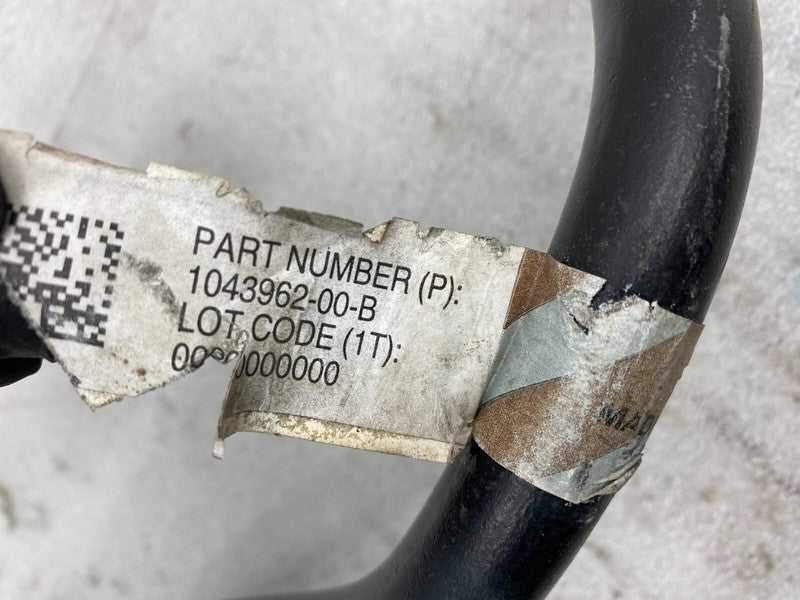 PART NUMBER (P):
1043962-00-B
LOT CODE (1T):